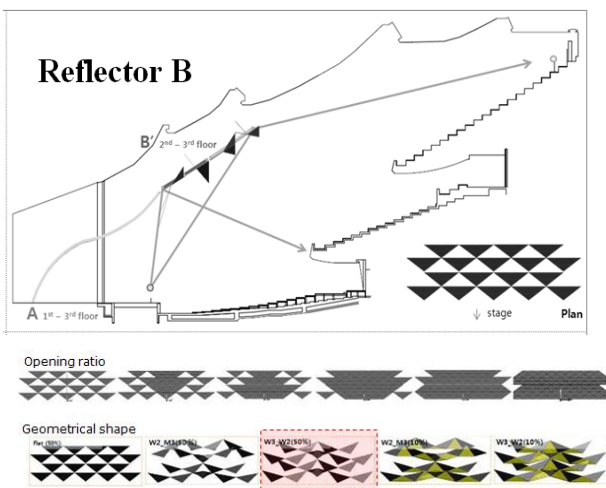 Reflector B
B' 2nd – 3rd floor
A 1st – 3rd floor
↓ stage Plan
Opening ratio
Geometrical shape
flat (50%) W2_M3(50%) W3_W2(50%) W2_M3(10%) W3_W2(10%)